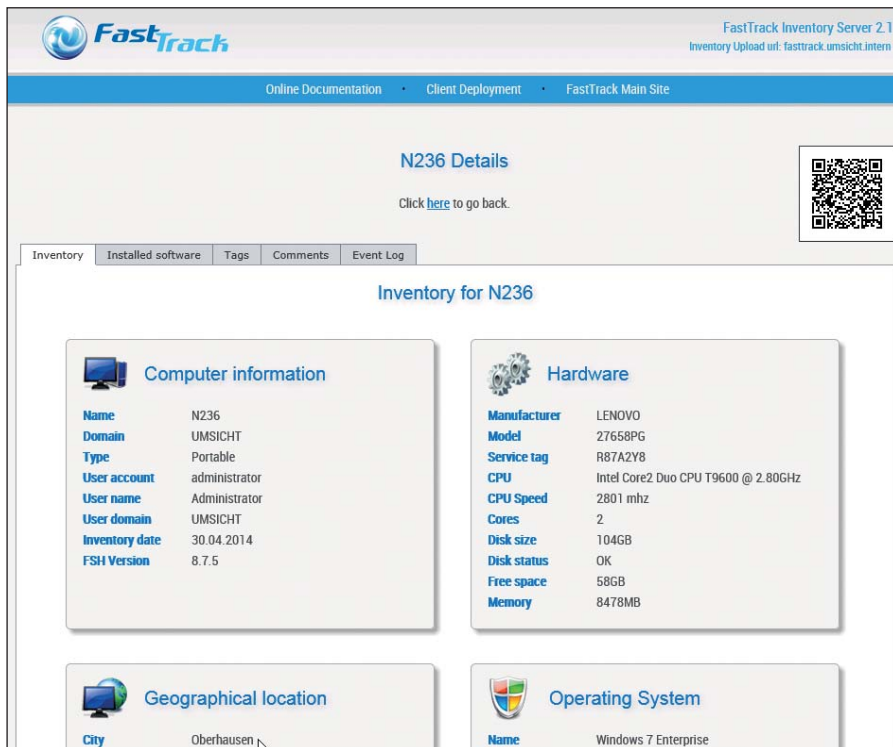 FastTrack
FastTrack Inventory Server 2.1
Inventory Upload url: fasttrack.umsicht.intern
Online Documentation · Client Deployment · FastTrack Main Site
N236 Details
Click here to go back.
Inventory Installed software Tags Comments Event Log
Inventory for N236
Computer information
Name N236
Domain UMSICHT
Type Portable
User account administrator
User name Administrator
User domain UMSICHT
Inventory date 30.04.2014
FSH Version 8.7.5
Hardware
Manufacturer LENOVO
Model 27658PG
Service tag R87A2Y8
CPU Intel Core2 Duo CPU T9600 @ 2.80GHz
CPU Speed 2801 mhz
Cores 2
Disk size 104GB
Disk status OK
Free space 58GB
Memory 8478MB
Geographical location
City Oberhausen
Operating System
Name Windows 7 Enterprise